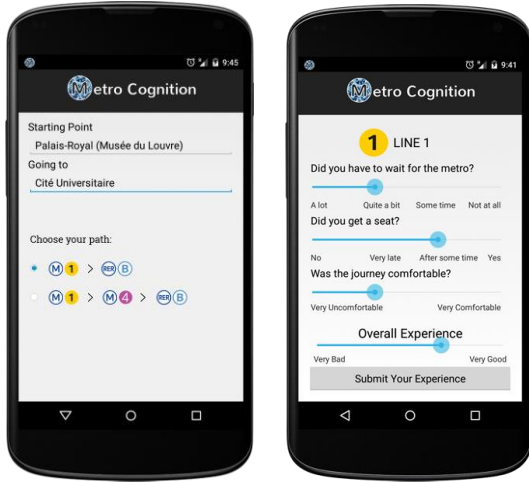 9:45
Metro Cognition
Starting Point
Palais-Royal (Musée du Louvre)
Going to
Cité Universitaire
Choose your path:
M 1 > RER B
M 1 > M 4 > RER B
9:41
Metro Cognition
1 LINE 1
Did you have to wait for the metro?
A lot Quite a bit Some time Not at all
Did you get a seat?
No Very late After some time Yes
Was the journey comfortable?
Very Uncomfortable Very Comfortable
Overall Experience
Very Bad Very Good
Submit Your Experience